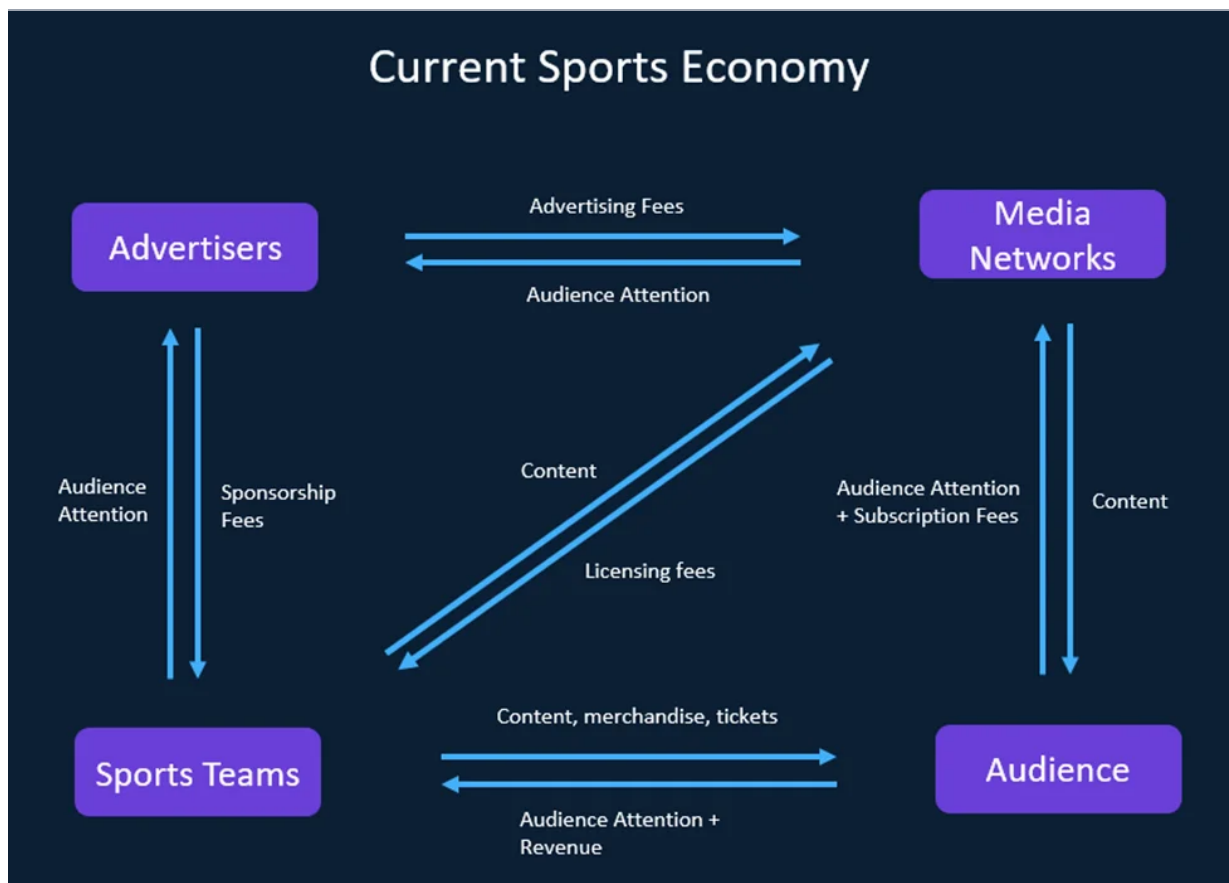 Current Sports Economy
Advertising Fees
Advertisers
Media
Networks
Audience Attention
Audience
Attention
Sponsorship
Fees
Content
Licensing fees
Audience Attention
+ Subscription Fees
Content
Content, merchandise, tickets
Sports Teams
Audience
Audience Attention +
Revenue